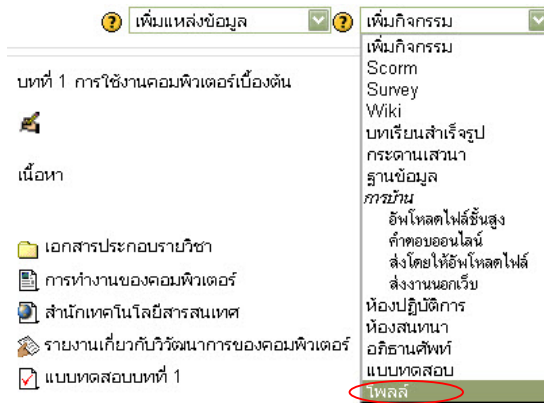 เพิ่มแหล่งข้อมูล
เพิ่มกิจกรรม
บทที่ 1 การใช้งานคอมพิวเตอร์เบื้องต้น
เนื้อหา
เอกสารประกอบรายวิชา
การทำงานของคอมพิวเตอร์
สำนักเทคโนโลยีสารสนเทศ
รายงานเกี่ยวกับวิวัฒนาการของคอมพิวเตอร์
แบบทดสอบบทที่ 1
เพิ่มกิจกรรม
Scorm
Survey
Wiki
บทเรียนสำเร็จรูป
กระดานเสวนา
ฐานข้อมูล
การบ้าน
อัพโหลดไฟล์ชั้นสูง
คำตอบออนไลน์
ส่งโดยให้อัพโหลดไฟล์
ส่งงานนอกเว็บ
ห้องปฏิบัติการ
ห้องสนทนา
อภิธานศัพท์
แบบทดสอบ
โพลล์